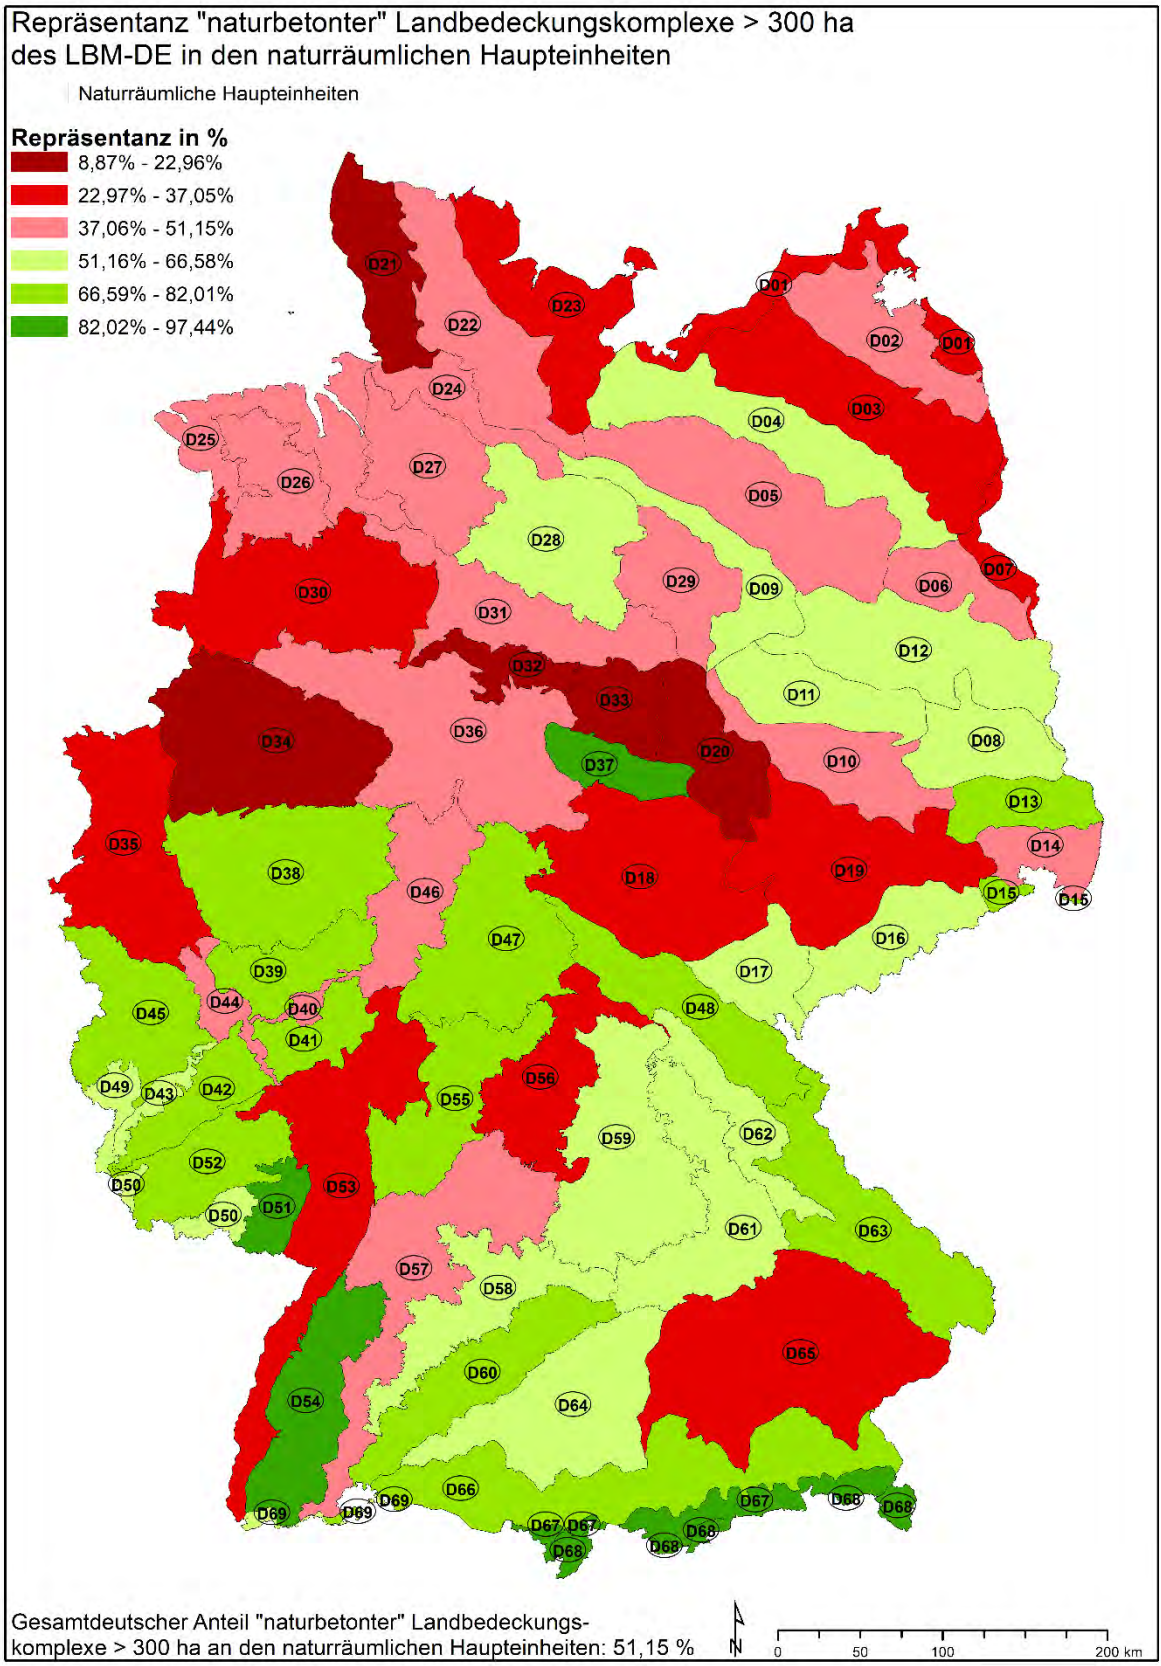 Repräsentanz "naturbetonter" Landbedeckungskomplexe > 300 ha
des LBM-DE in den naturräumlichen Haupteinheiten
Naturräumliche Haupteinheiten
Repräsentanz in %
8,87% - 22,96%
22,97% - 37,05%
37,06% - 51,15%
51,16% - 66,58%
66,59% - 82,01%
82,02% - 97,44%
D21
D01
D23
D22
D02
D01
D24
D03
D04
D25
D27
D26
D05
D28
D07
D29
D06
D09
D30
D31
D12
D32
D11
D33
D36
D34
D08
D20
D10
D37
D13
D35
D14
D38
D19
D18
D46
D15
D15
D47
D16
D39
D17
D44
D40
D48
D45
D41
D56
D49
D42
D43
D55
D62
D59
D52
D50
D53
D51
D50
D61
D63
D57
D58
D65
D60
D54
D64
D66
D69
D67
D68
D68
D69
D69
D67
D67
D68
D68
D68
Gesamtdeutscher Anteil "naturbetonter" Landbedeckungs-
komplexe > 300 ha an den naturräumlichen Haupteinheiten: 51,15 %
N
0 50 100 200 km